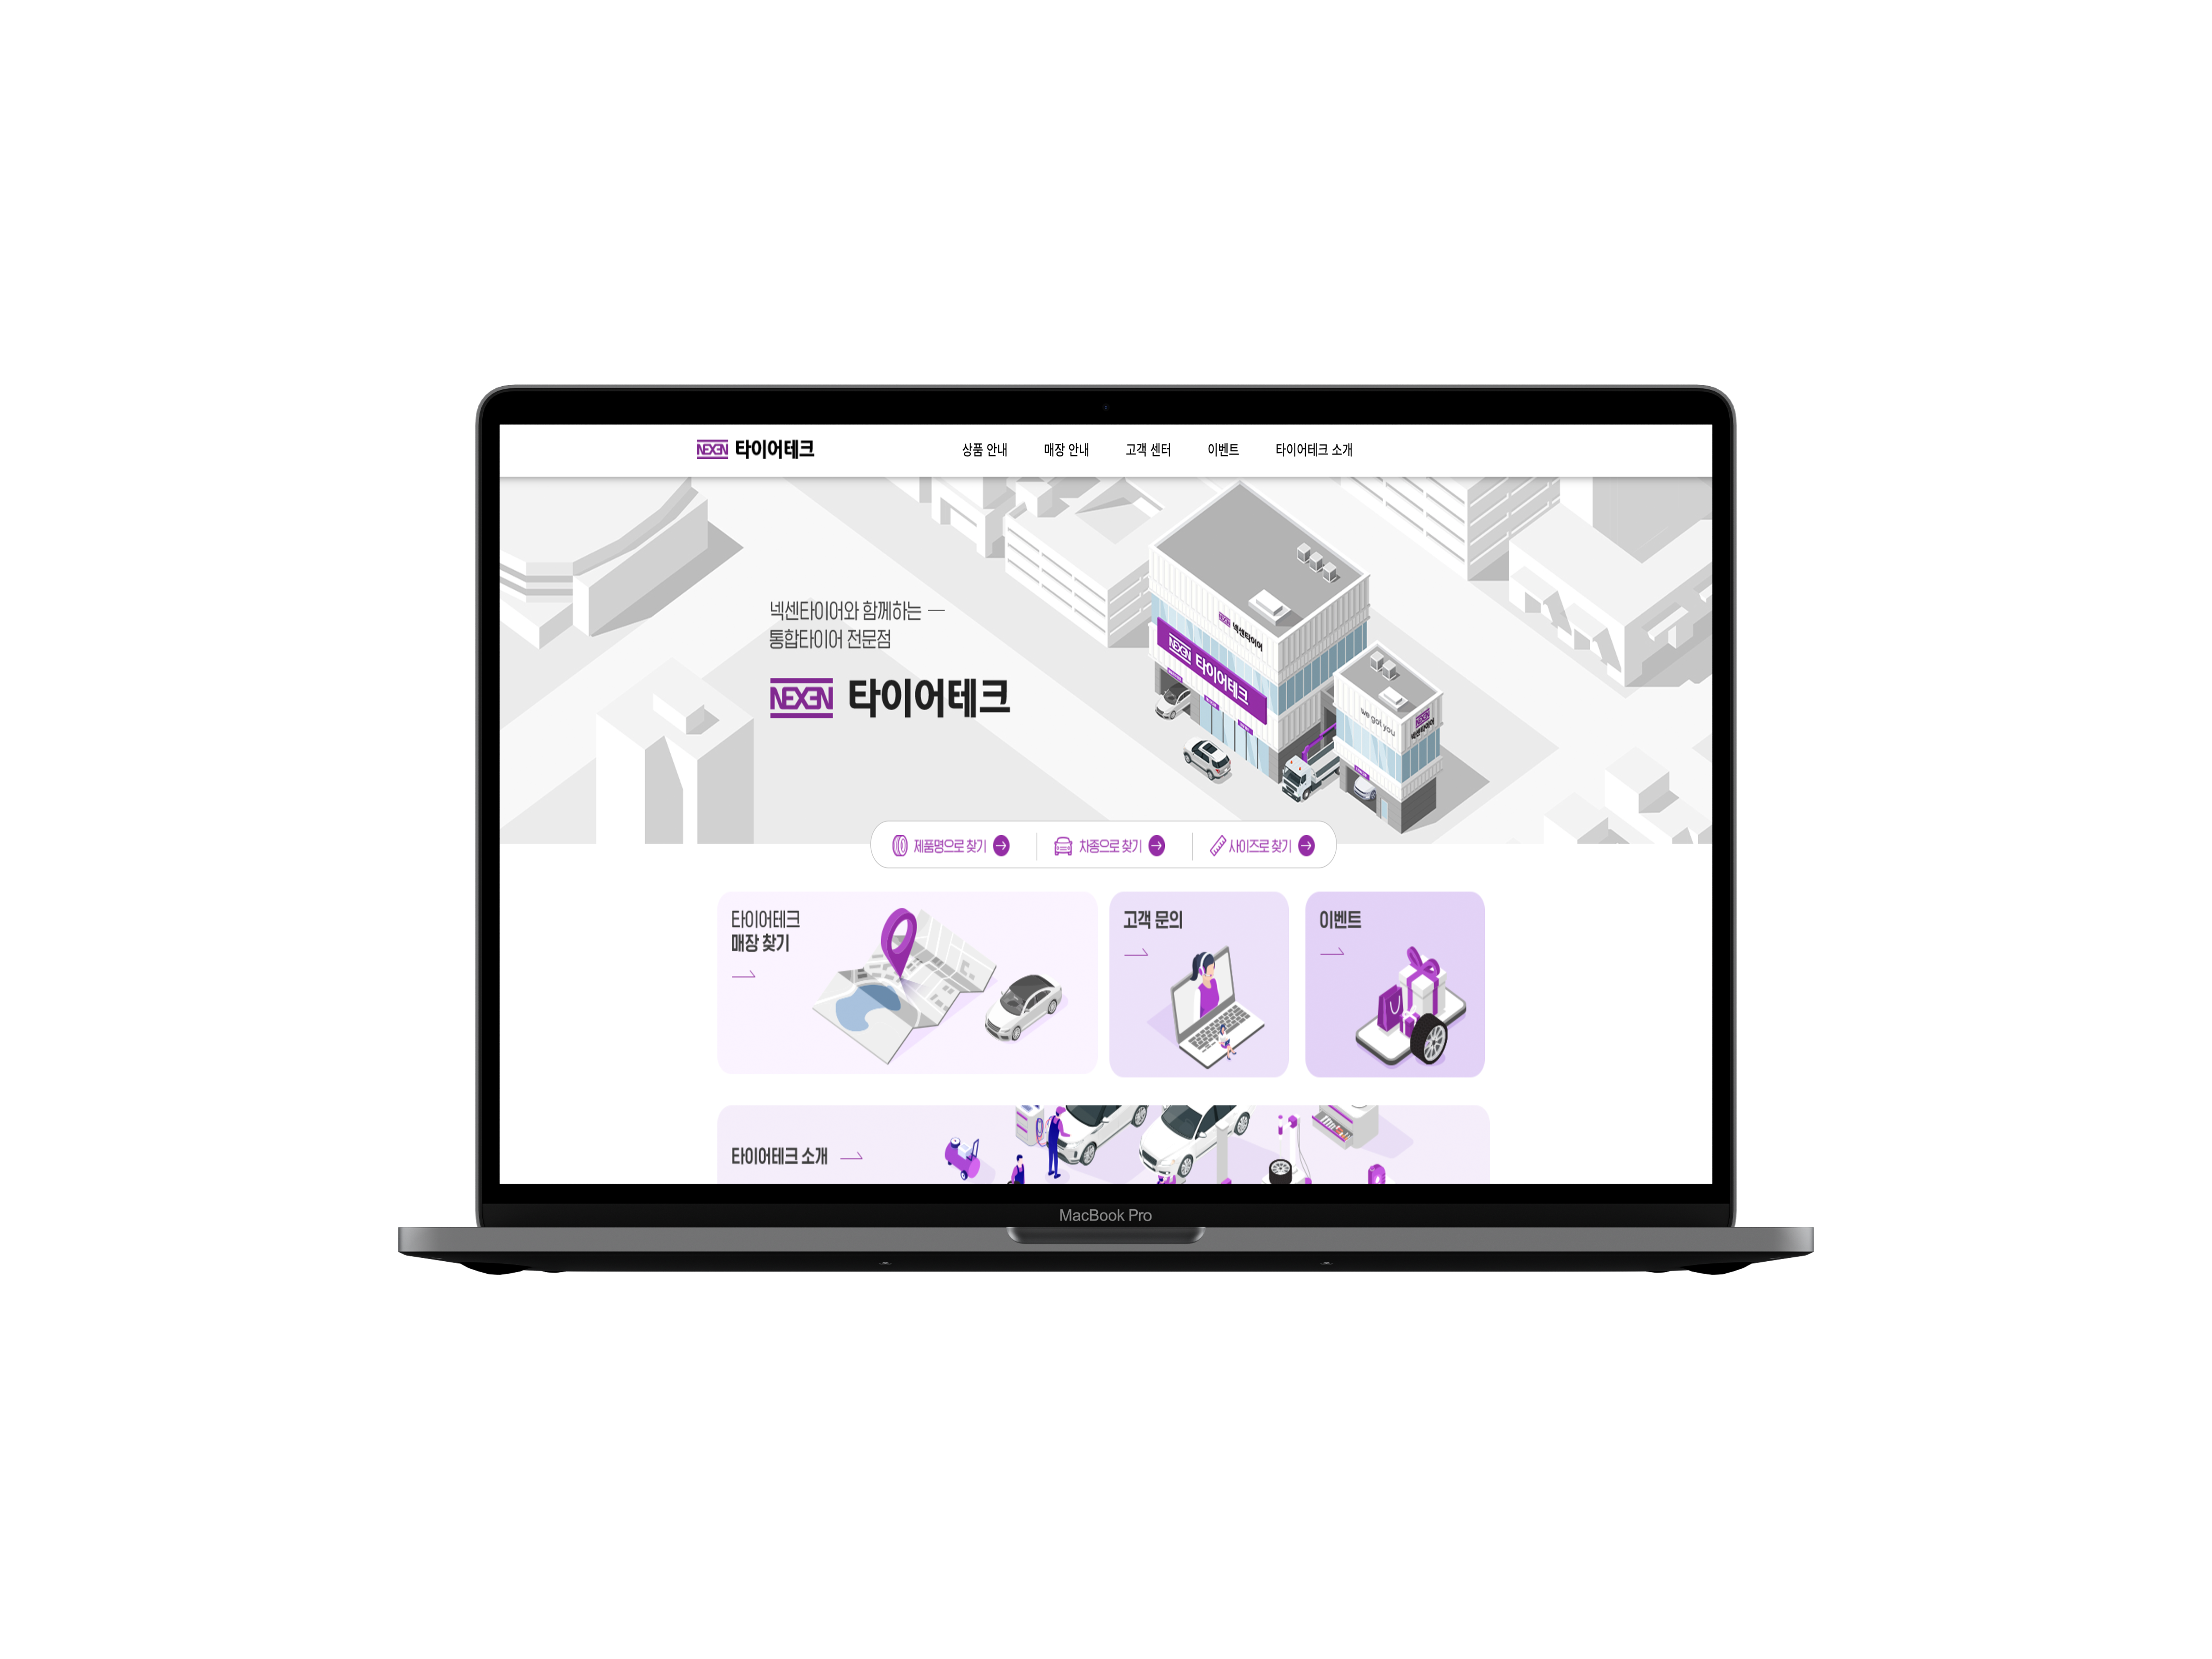 NEXEN 타이어테크
상품 안내 매장 안내 고객 센터 이벤트 타이어테크 소개
넥센타이어와 함께하는 —
통합타이어 전문점
NEXEN 타이어테크
NEXEN 넥센타이어
NEXEN 타이어테크
we got you
NEXEN
넥센타이어
제품명으로 찾기 차종으로 찾기 사이즈로 찾기
타이어테크
매장 찾기
고객 문의
이벤트
타이어테크 소개
MacBook Pro